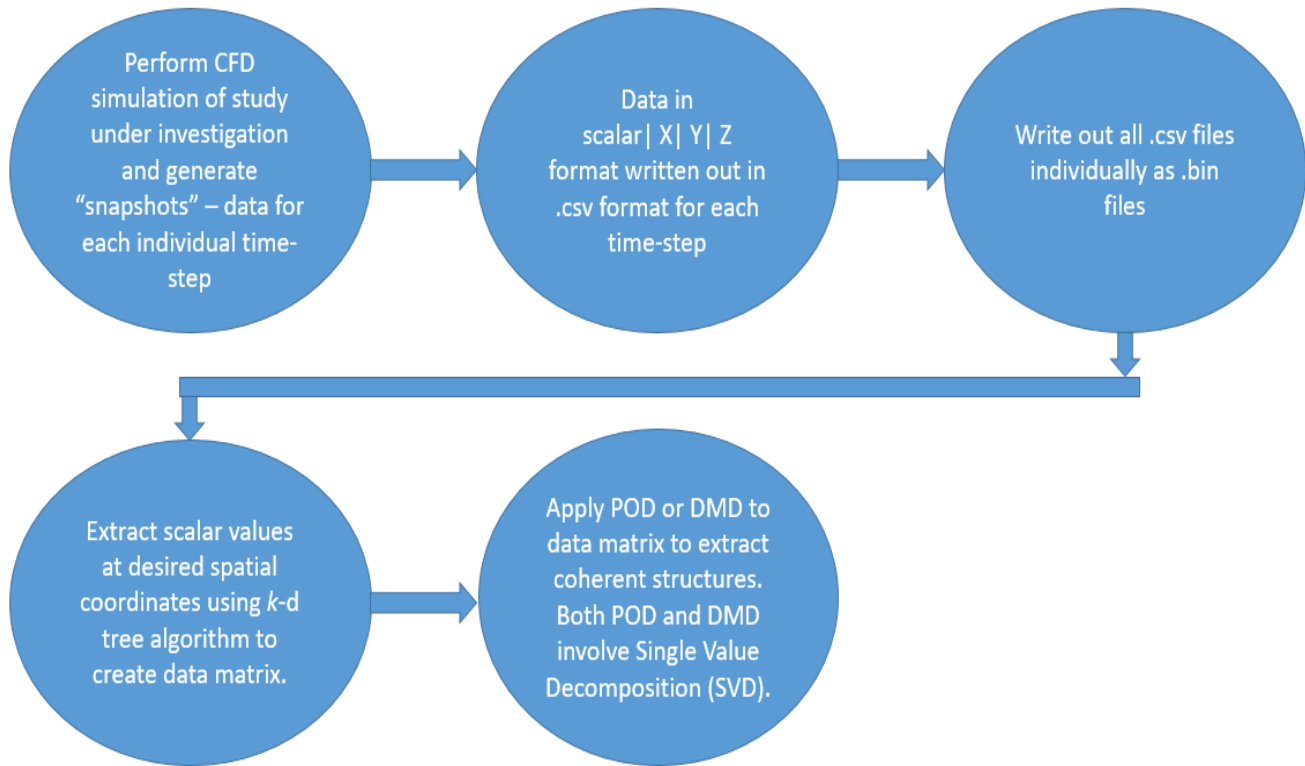 Perform CFD
simulation of study
under investigation
and generate
“snapshots” – data for
each individual time-
step
Data in
scalar| X| Y| Z
format written out in
.csv format for each
time-step
Write out all .csv files
individually as .bin
files
Extract scalar values
at desired spatial
coordinates using k-d
tree algorithm to
create data matrix.
Apply POD or DMD to
data matrix to extract
coherent structures.
Both POD and DMD
involve Single Value
Decomposition (SVD).